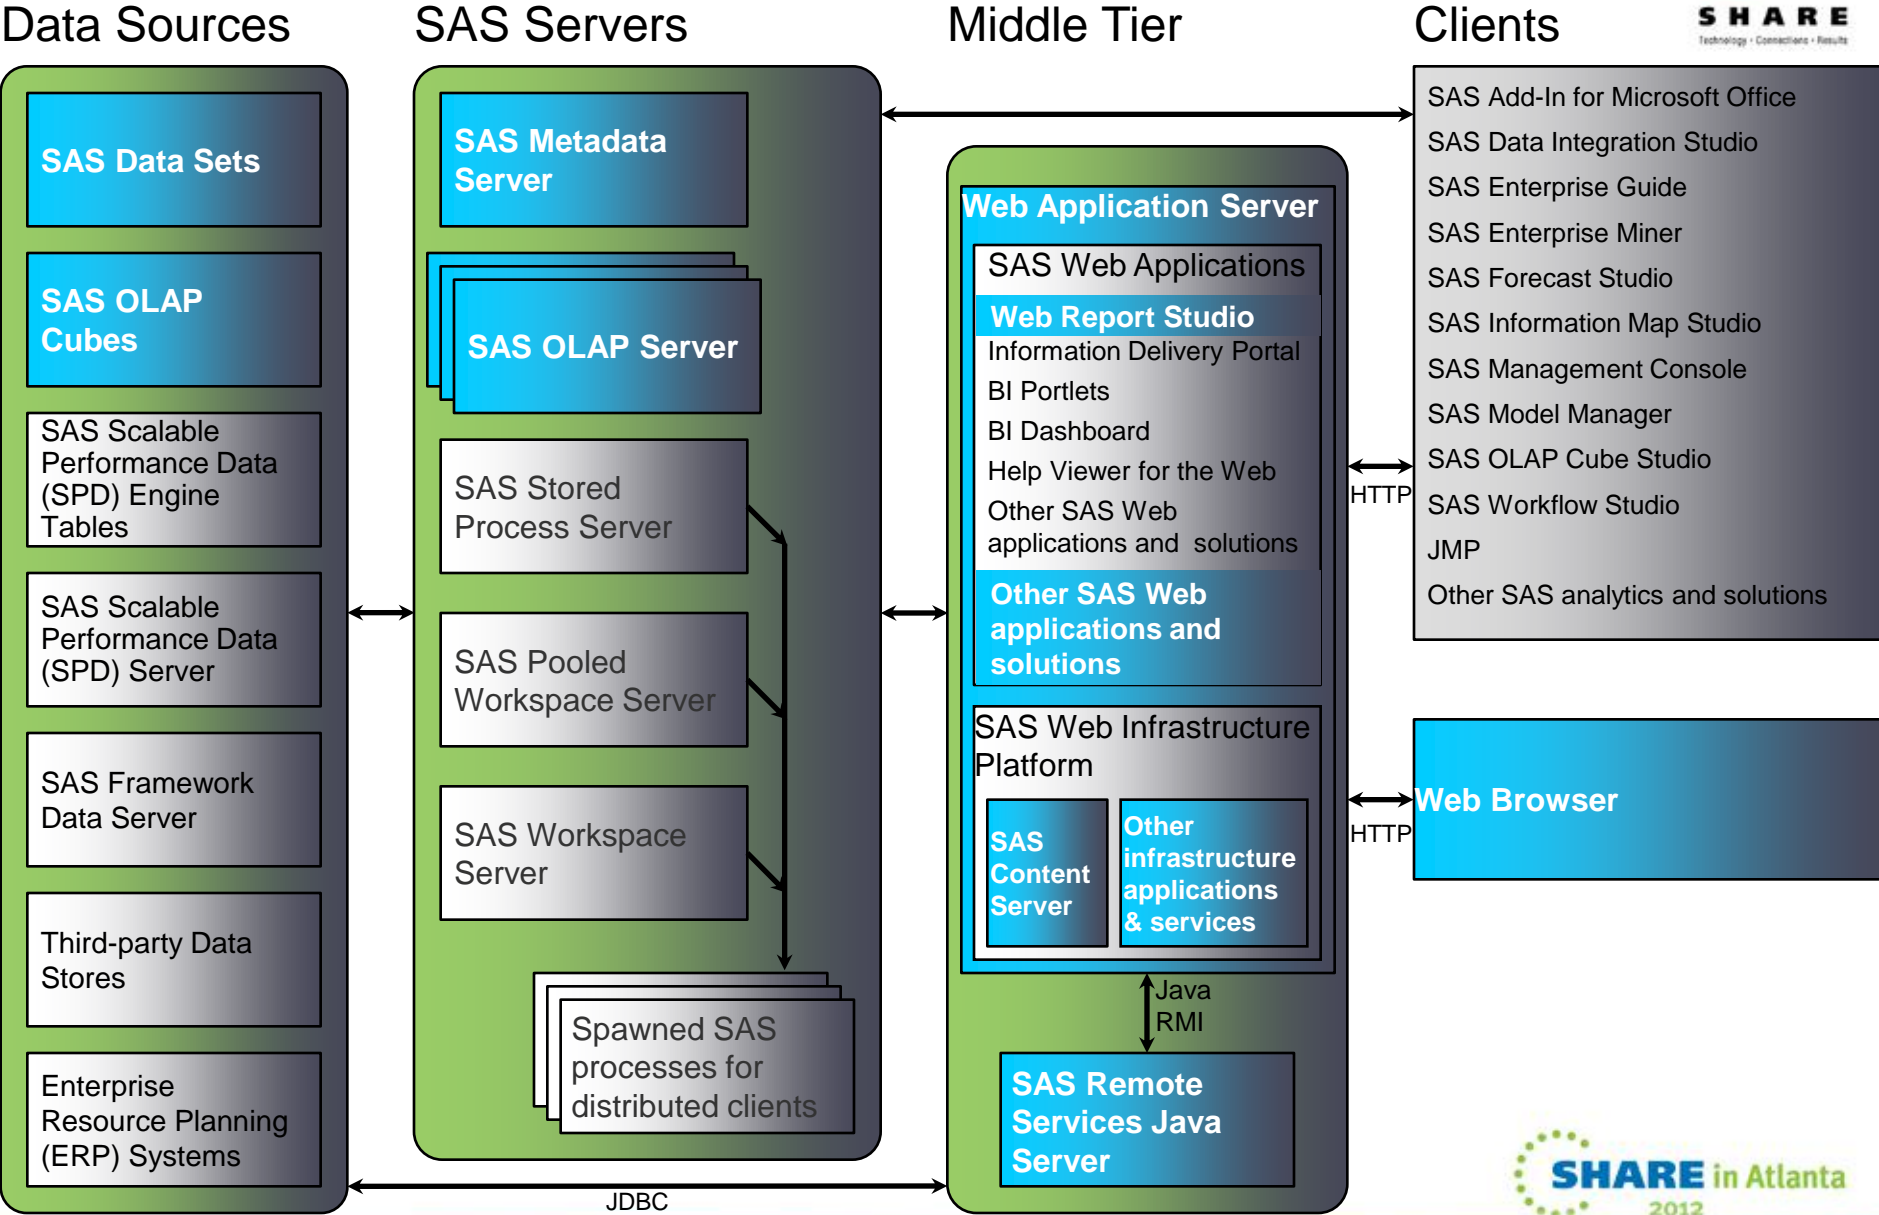 Data Sources
SAS Servers
Middle Tier
Clients
SHARE
Technology • Connections • Results
SAS Data Sets
SAS OLAP
Cubes
SAS Scalable
Performance Data
(SPD) Engine
Tables
SAS Scalable
Performance Data
(SPD) Server
SAS Framework
Data Server
Third-party Data
Stores
Enterprise
Resource Planning
(ERP) Systems
SAS Metadata
Server
SAS OLAP Server
SAS Stored
Process Server
SAS Pooled
Workspace Server
SAS Workspace
Server
Spawned SAS
processes for
distributed clients
JDBC
Web Application Server
SAS Web Applications
Web Report Studio
Information Delivery Portal
BI Portlets
BI Dashboard
Help Viewer for the Web
Other SAS Web
applications and solutions
Other SAS Web
applications and
solutions
SAS Web Infrastructure
Platform
SAS
Content
Server
Other
infrastructure
applications
& services
Java
RMI
SAS Remote
Services Java
Server
HTTP
HTTP
SAS Add-In for Microsoft Office
SAS Data Integration Studio
SAS Enterprise Guide
SAS Enterprise Miner
SAS Forecast Studio
SAS Information Map Studio
SAS Management Console
SAS Model Manager
SAS OLAP Cube Studio
SAS Workflow Studio
JMP
Other SAS analytics and solutions
Web Browser
SHARE in Atlanta
2012